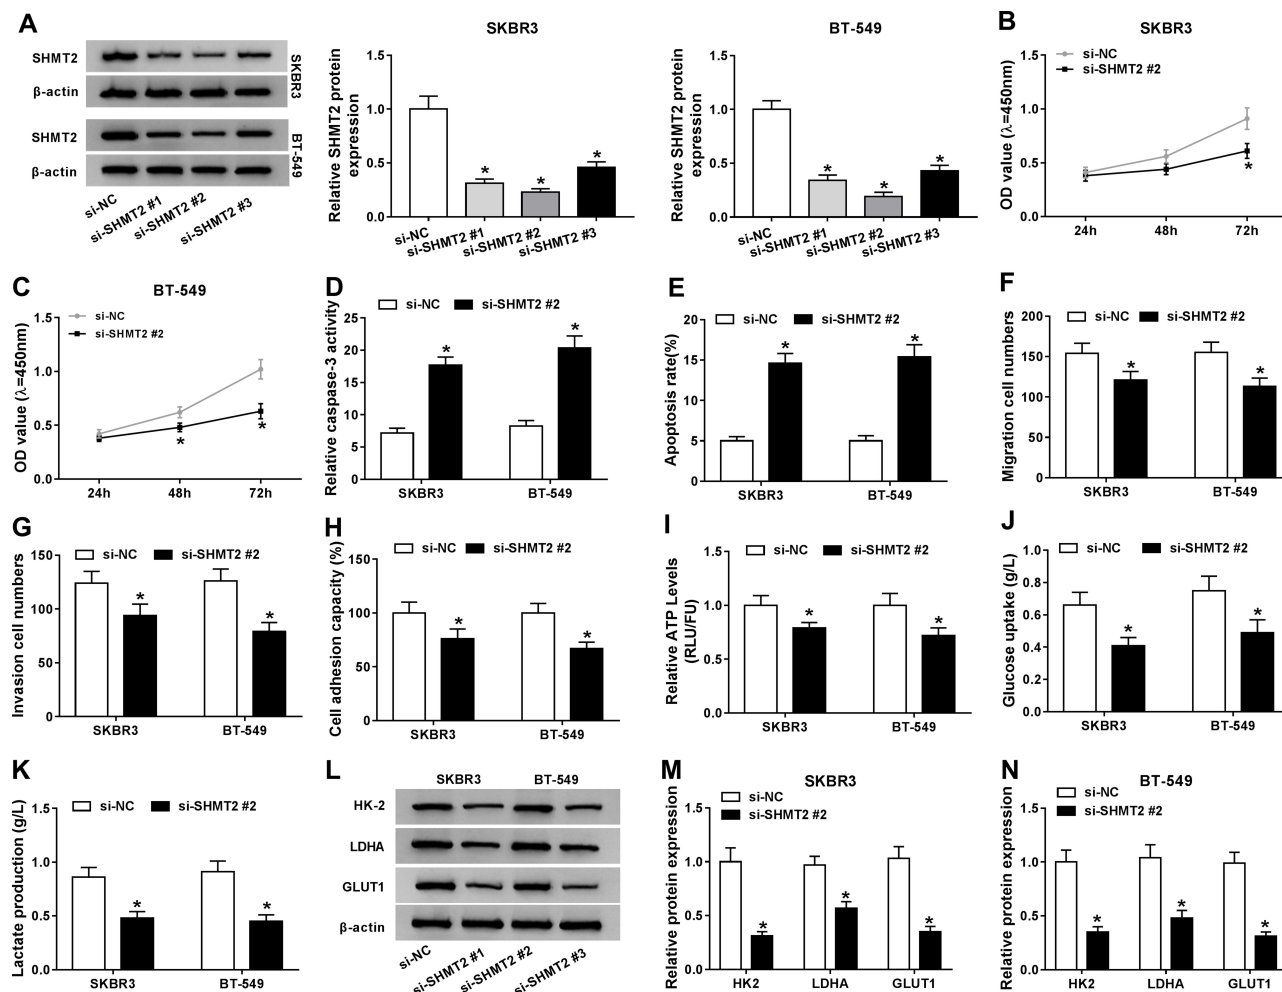 A
SHMT2
β-actin
SKBR3
SHMT2
β-actin
BT-549
si-NC
si-SHMT2 #1
si-SHMT2 #2
si-SHMT2 #3
SKBR3
Relative SHMT2 protein
expression
1.5
1.0
0.5
0.0
*
*
*
si-NC
si-SHMT2 #1
si-SHMT2 #2
si-SHMT2 #3
BT-549
Relative SHMT2 protein
expression
1.5
1.0
0.5
0.0
*
*
*
si-NC
si-SHMT2 #1
si-SHMT2 #2
si-SHMT2 #3
B
SKBR3
si-NC
si-SHMT2 #2
OD value (λ=450nm)
1.5
1.0
0.5
0.0
*
24h 48h 72h
C
BT-549
si-NC
si-SHMT2 #2
OD value (λ=450nm)
1.5
1.0
0.5
0.0
* *
24h 48h 72h
D
si-NC si-SHMT2 #2
Relative caspase-3 activity
25
20
15
10
5
0
* *
SKBR3 BT-549
E
si-NC si-SHMT2 #2
Apoptosis rate(%)
20
15
10
5
0
* *
SKBR3 BT-549
F
si-NC si-SHMT2 #2
Migration cell numbers
200
150
100
50
0
* *
SKBR3 BT-549
G
si-NC si-SHMT2 #2
Invasion cell numbers
150
100
50
0
* *
SKBR3 BT-549
H
si-NC si-SHMT2 #2
Cell adhesion capacity (%)
150
100
50
0
* *
SKBR3 BT-549
I
si-NC si-SHMT2 #2
Relative ATP Levels
(RLU/FU)
1.5
1.0
0.5
0.0
* *
SKBR3 BT-549
J
si-NC si-SHMT2 #2
Glucose uptake (g/L)
1.0
0.8
0.6
0.4
0.2
0.0
* *
SKBR3 BT-549
K
si-NC si-SHMT2 #2
Lactate production (g/L)
1.5
1.0
0.5
0.0
* *
SKBR3 BT-549
L
SKBR3 BT-549
HK-2
LDHA
GLUT1
β-actin
si-NC
si-SHMT2 #1
si-SHMT2 #2
si-SHMT2 #3
M
SKBR3
si-NC
si-SHMT2 #2
Relative protein expression
1.5
1.0
0.5
0.0
* * *
HK2 LDHA GLUT1
N
BT-549
si-NC
si-SHMT2 #2
Relative protein expression
1.5
1.0
0.5
0.0
* * *
HK2 LDHA GLUT1